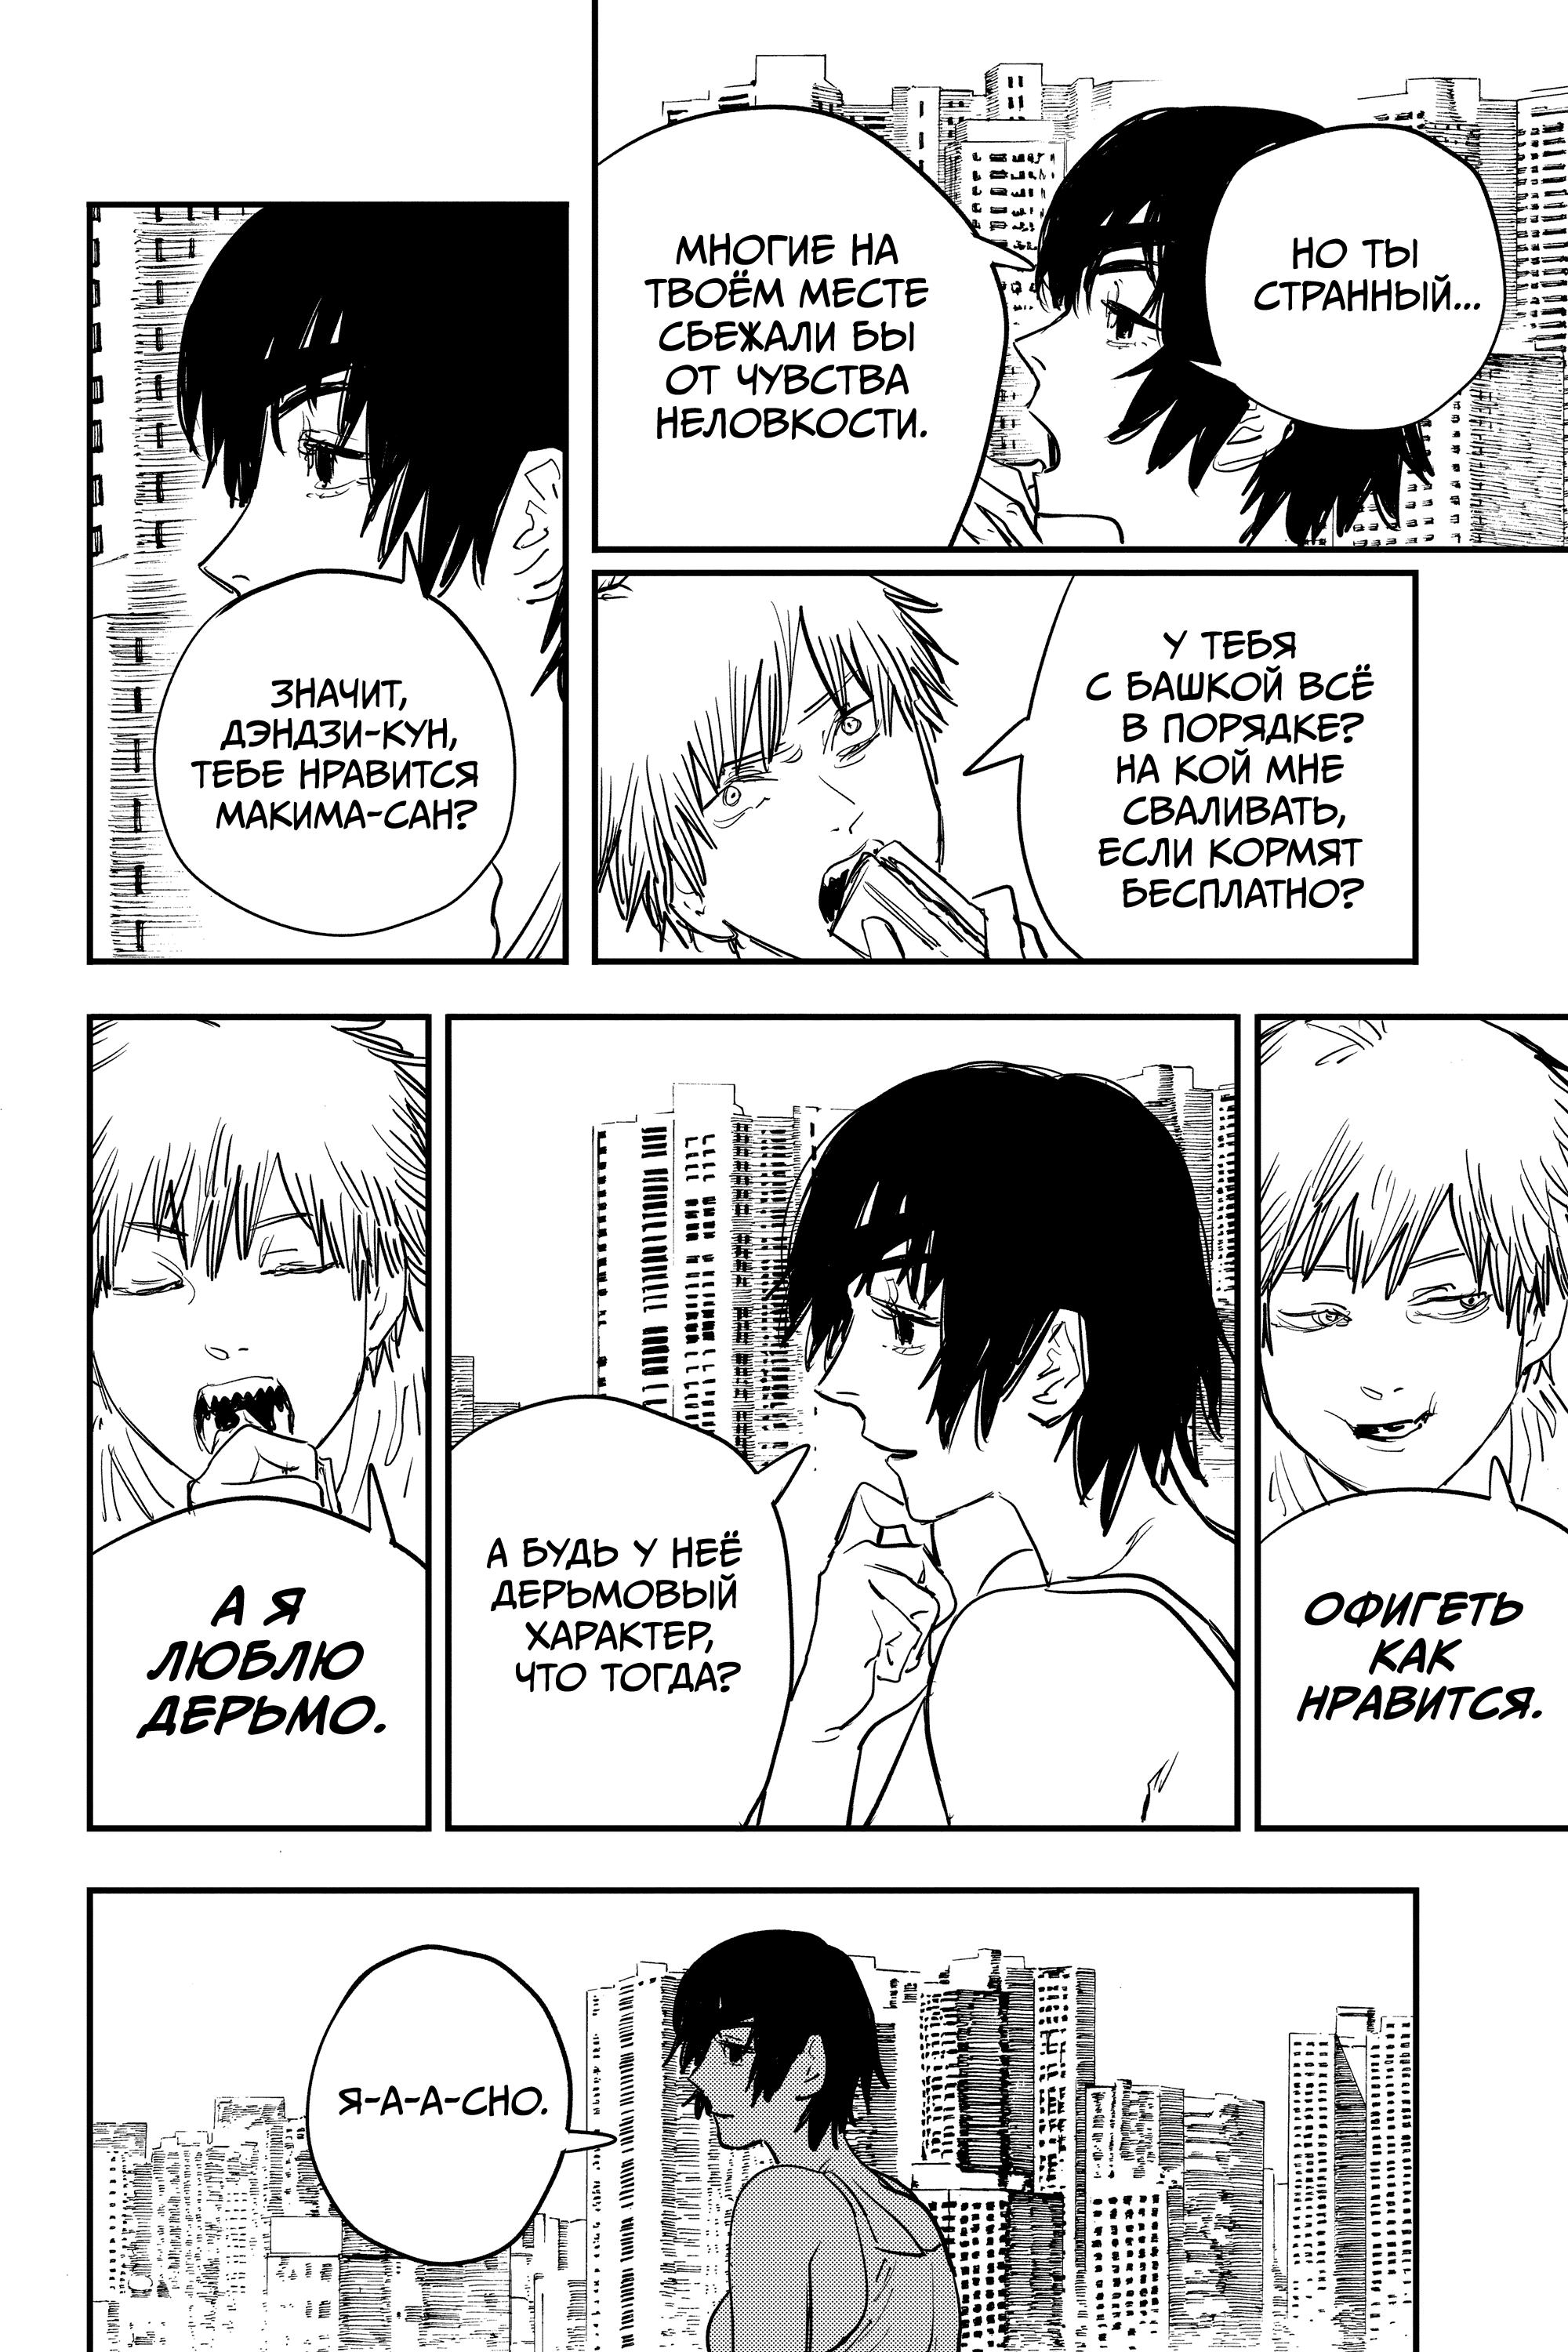 НО ТЫ
СТРАННЫЙ...
МНОГИЕ НА
ТВОЁМ МЕСТЕ
СБЕЖАЛИ БЫ
ОТ ЧУВСТВА
НЕЛОВКОСТИ.
У ТЕБЯ
С БАШКОЙ ВСЁ
В ПОРЯДКЕ?
НА КОЙ МНЕ
СВАЛИВАТЬ,
ЕСЛИ КОРМЯТ
БЕСПЛАТНО?
ЗНАЧИТ,
ДЭНДЗИ-КУН,
ТЕБЕ НРАВИТСЯ
МАКИМА-САН?
ОФИГЕТЬ
КАК
НРАВИТСЯ.
А БУДЬ У НЕЁ
ДЕРЬМОВЫЙ
ХАРАКТЕР,
ЧТО ТОГДА?
А Я
ЛЮБЛЮ
ДЕРЬМО.
Я-А-А-СНО.